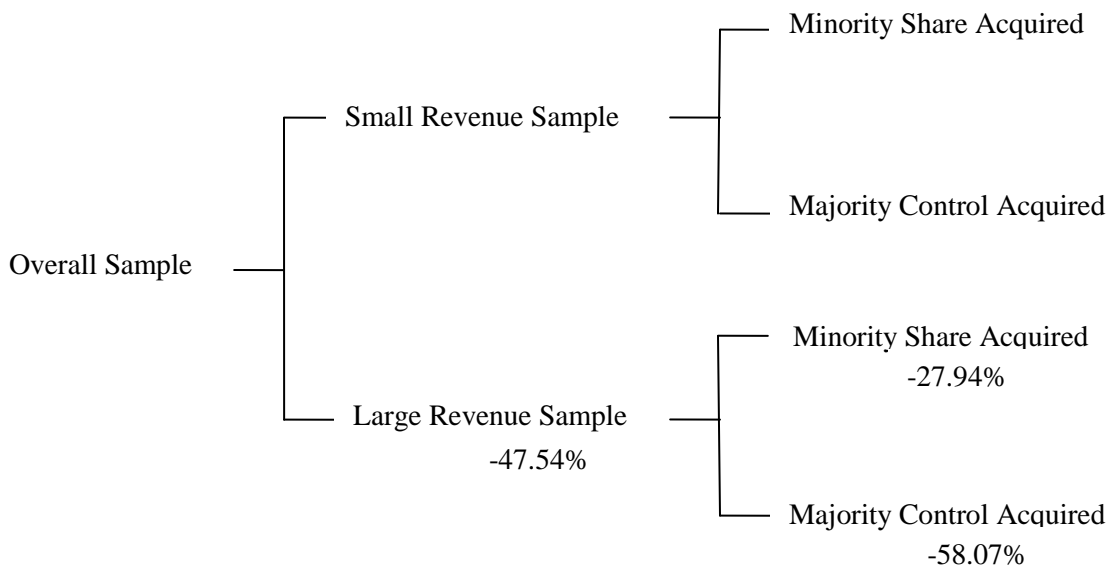 Minority Share Acquired
Small Revenue Sample
Majority Control Acquired
Overall Sample
Minority Share Acquired
-27.94%
Large Revenue Sample
-47.54%
Majority Control Acquired
-58.07%